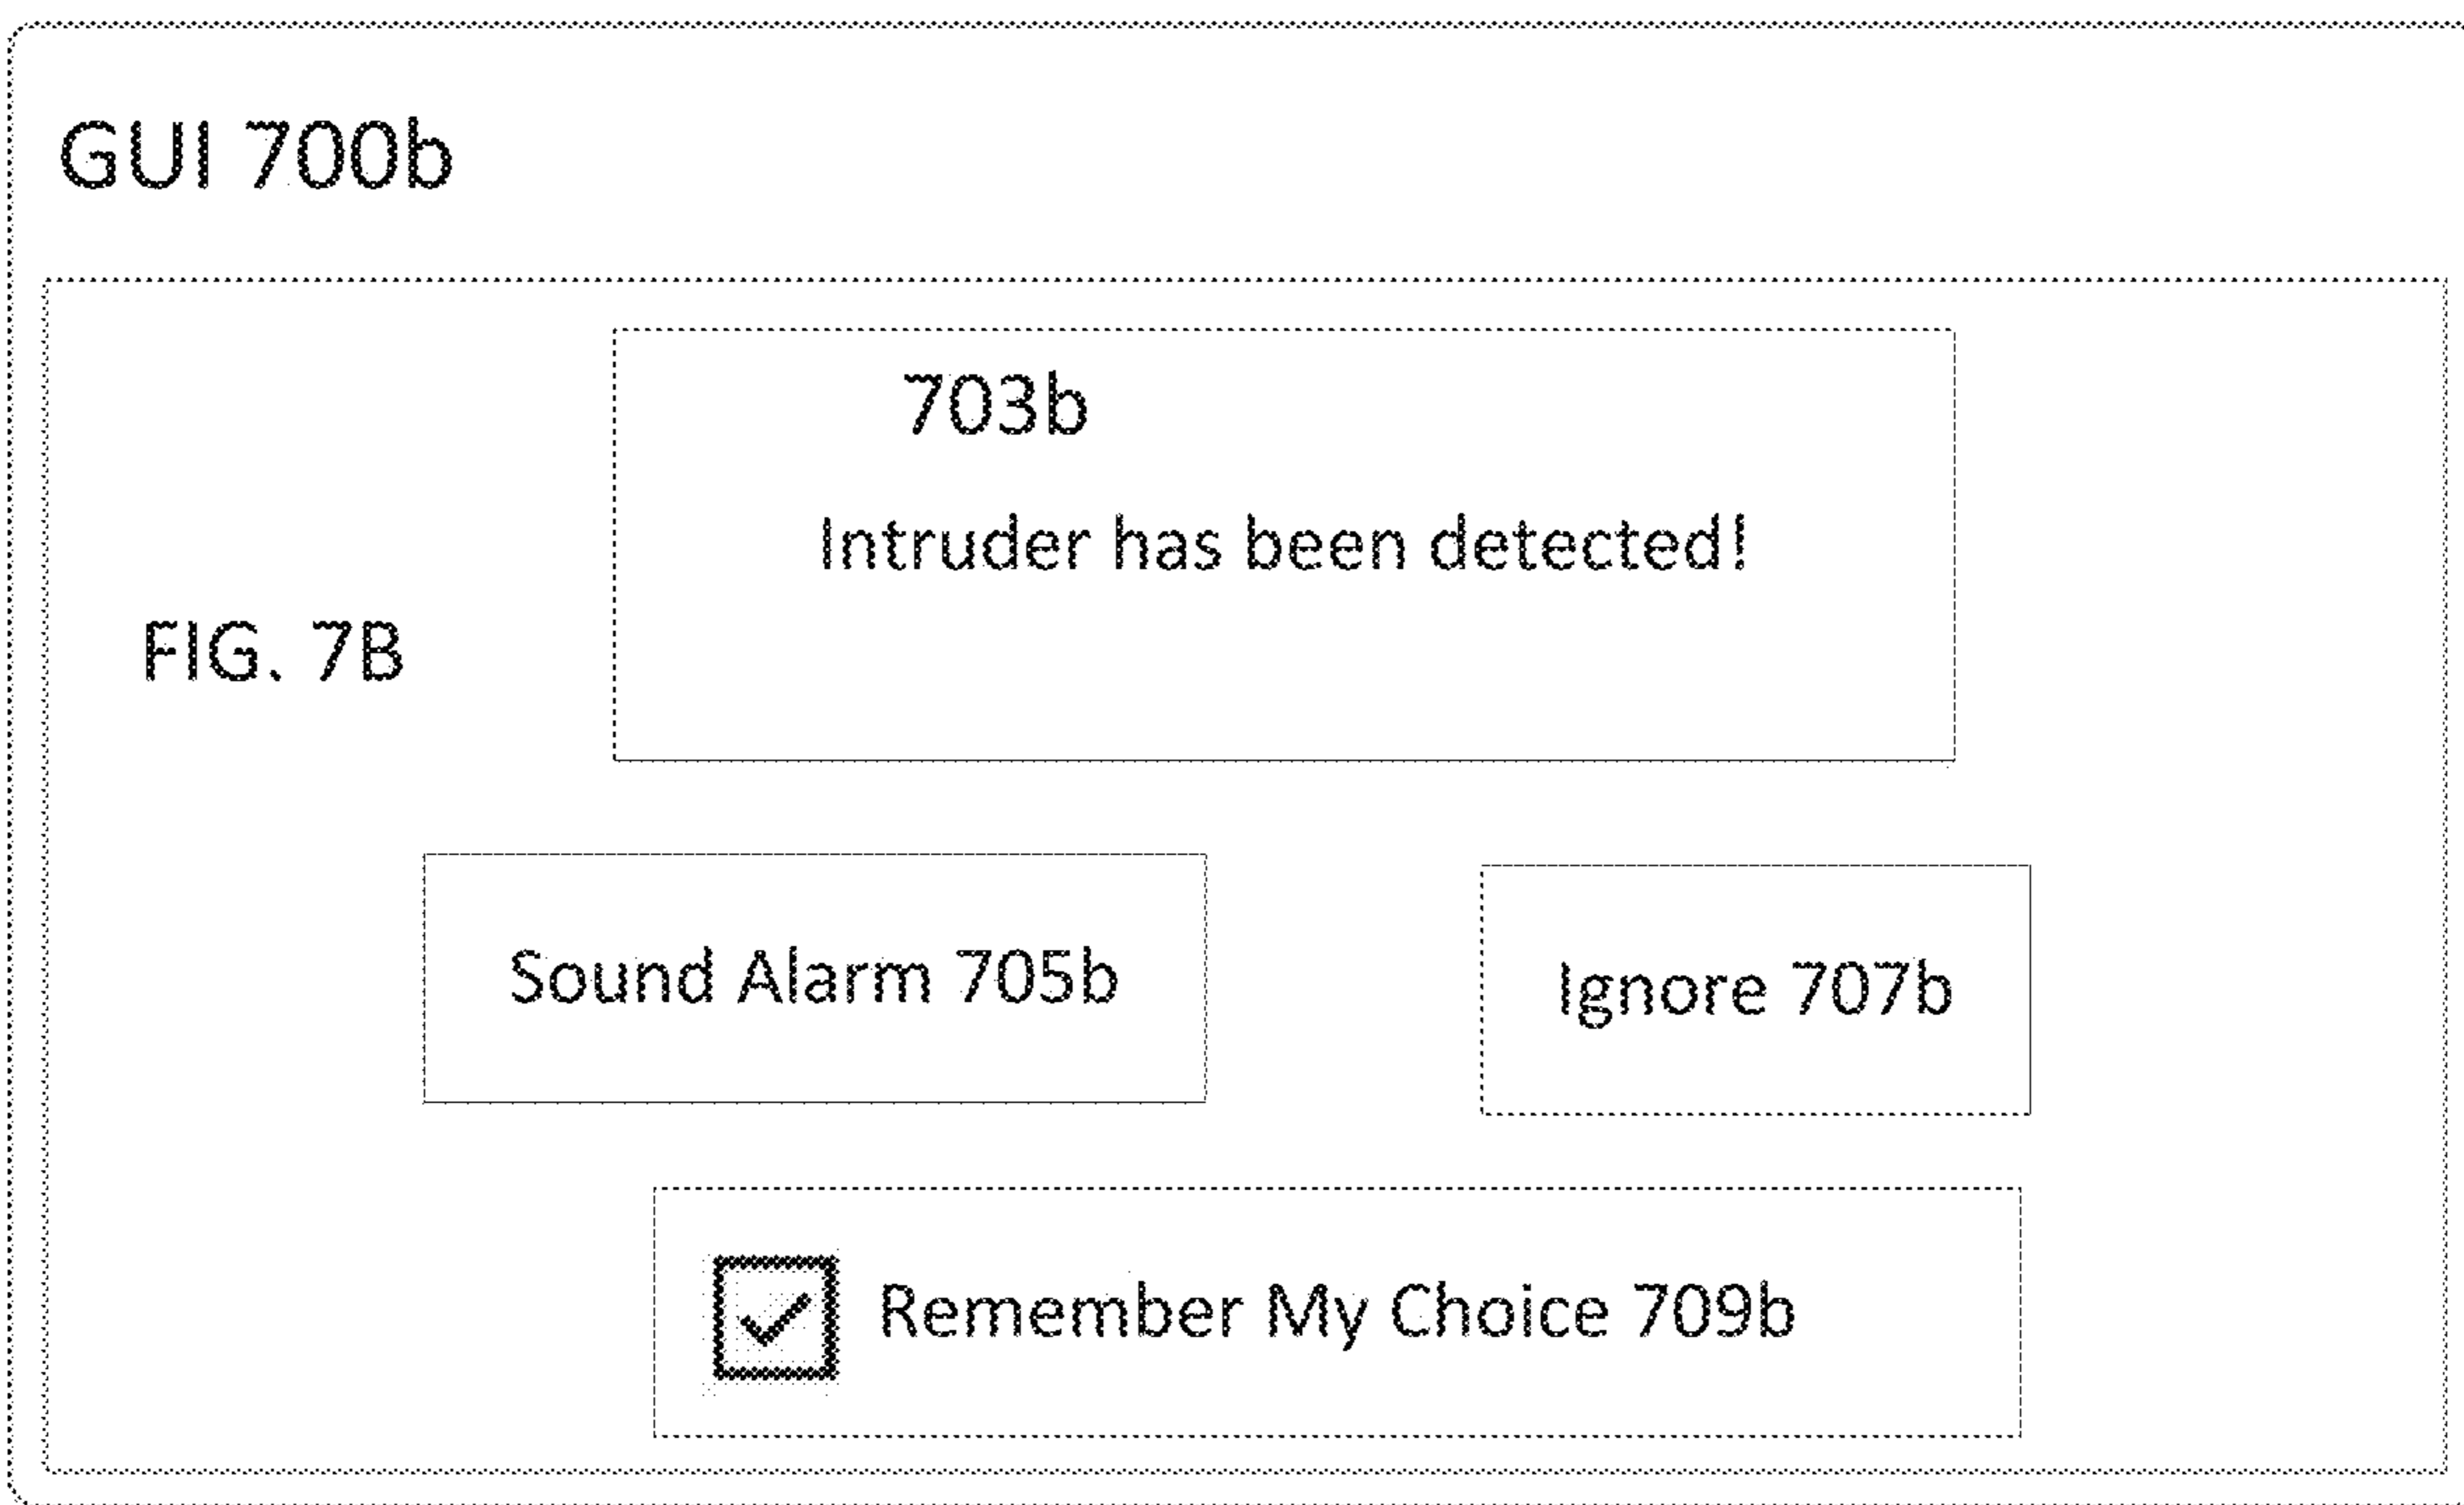 GUI 700b
703b
Intruder has been detected!
FIG. 7B
Sound Alarm 705b
Ignore 707b
Remember My Choice 709b